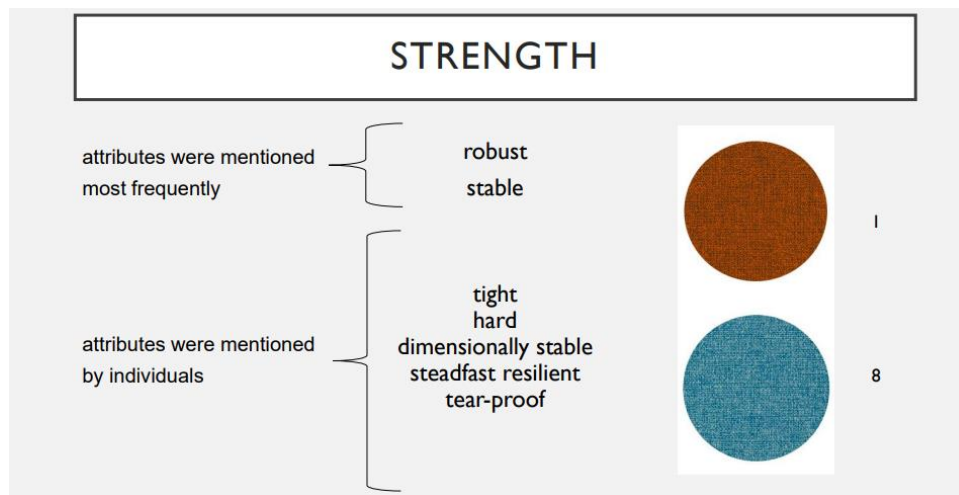 STRENGTH
attributes were mentioned
most frequently
robust
stable
1
attributes were mentioned
by individuals
tight
hard
dimensionally stable
steadfast resilient
tear-proof
8